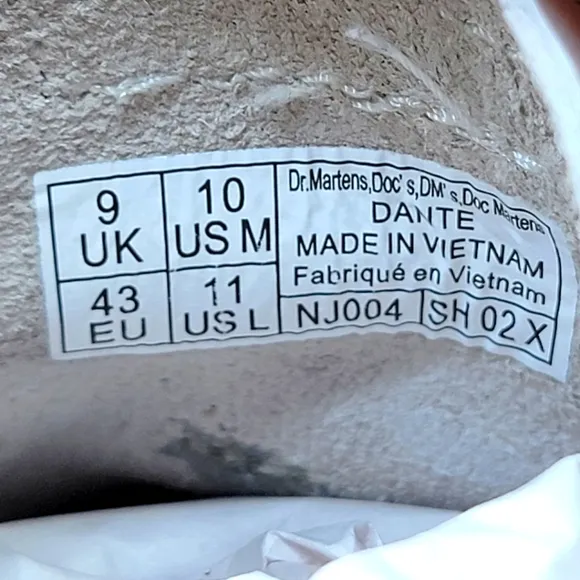 9
UK
10
US M
43
EU
11
US L
Dr.Martens,Doc's,DM's,Doc Martens
DANTE
MADE IN VIETNAM
Fabriqué en Vietnam
NJ004
SH 02 X